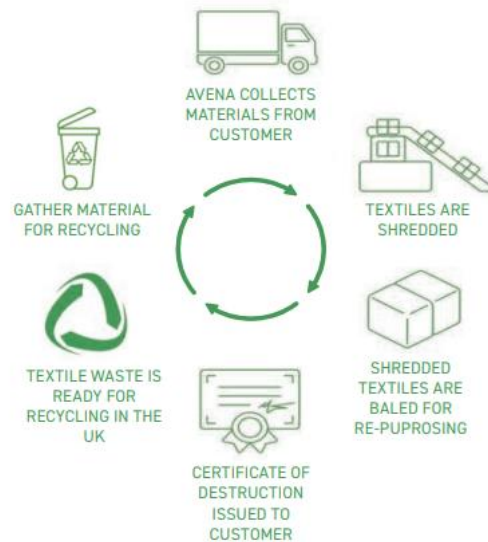 AVENA COLLECTS
MATERIALS FROM
CUSTOMER
TEXTILES ARE
SHREDDED
SHREDDED
TEXTILES ARE
BALED FOR
RE-PUPROSING
CERTIFICATE OF
DESTRUCTION
ISSUED TO
CUSTOMER
TEXTILE WASTE IS
READY FOR
RECYCLING IN THE
UK
GATHER MATERIAL
FOR RECYCLING